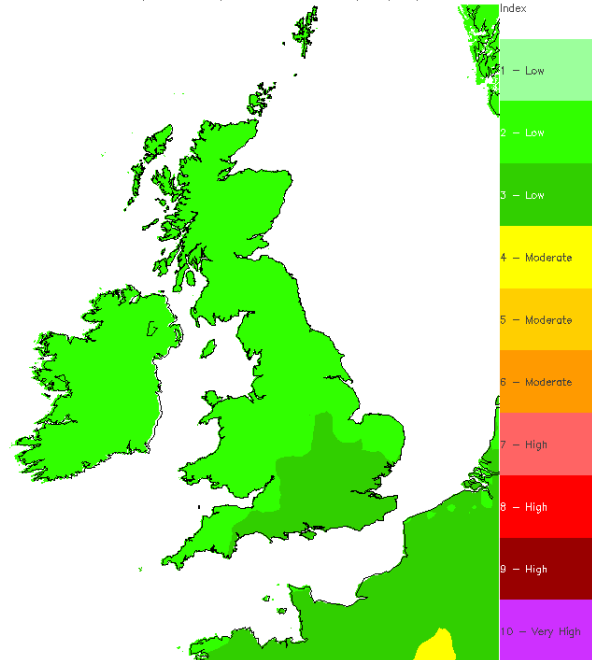 Index
1 – Low
2 – Low
3 – Low
4 – Moderate
5 – Moderate
6 – Moderate
7 – High
8 – High
9 – High
10 – Very High